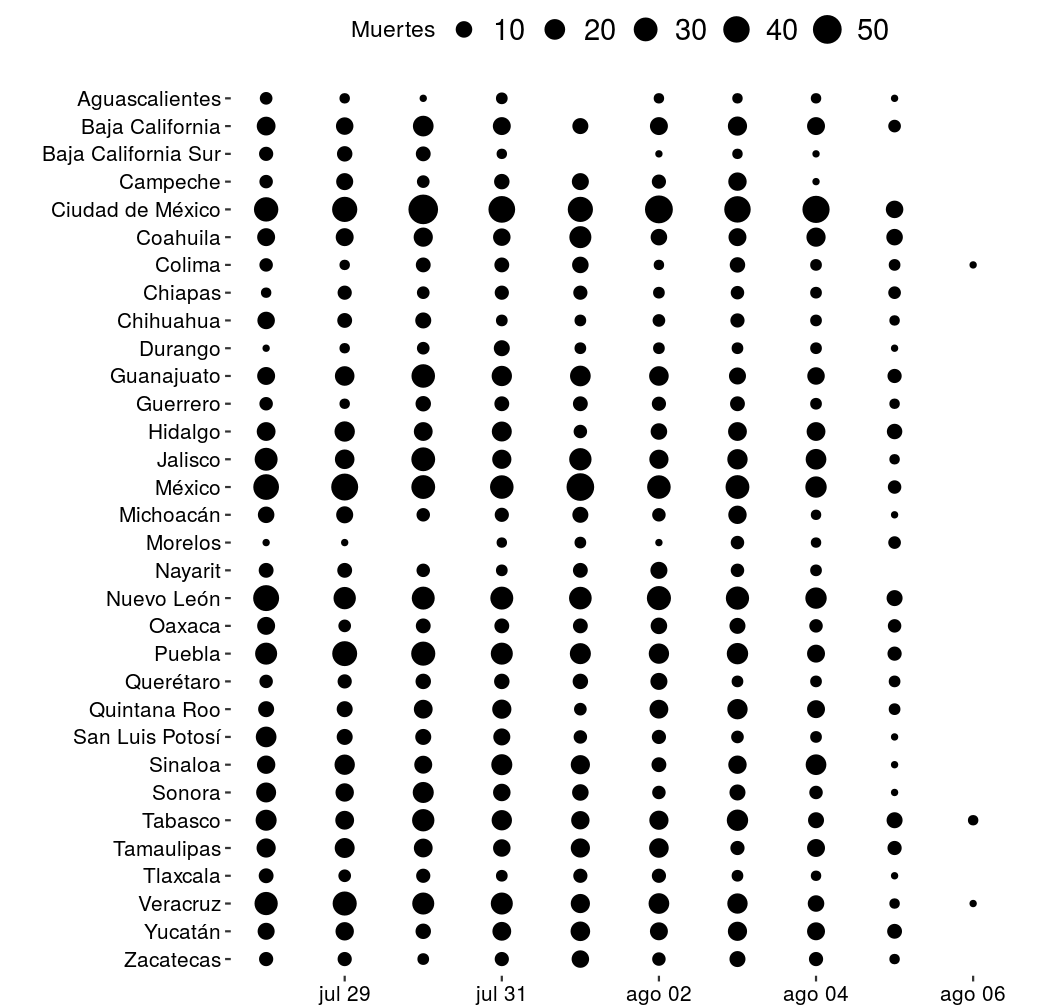 Muertes 10 20 30 40 50
Aguascalientes
Baja California
Baja California Sur
Campeche
Ciudad de México
Coahuila
Colima
Chiapas
Chihuahua
Durango
Guanajuato
Guerrero
Hidalgo
Jalisco
México
Michoacán
Morelos
Nayarit
Nuevo León
Oaxaca
Puebla
Querétaro
Quintana Roo
San Luis Potosí
Sinaloa
Sonora
Tabasco
Tamaulipas
Tlaxcala
Veracruz
Yucatán
Zacatecas
jul 29 jul 31 ago 02 ago 04 ago 06